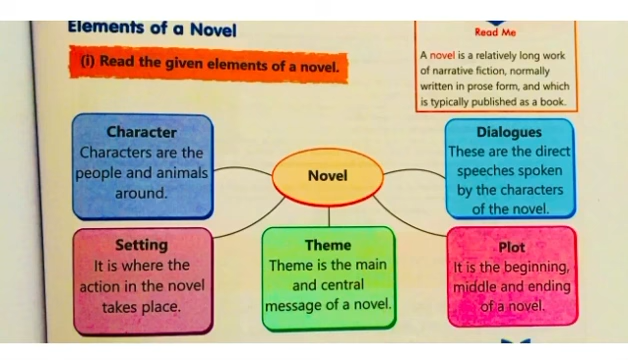 Elements of a Novel
(i) Read the given elements of a novel.
Read Me
A novel is a relatively long work
of narrative fiction, normally
written in prose form, and which
is typically published as a book.
Character
Characters are the
people and animals
around.
Novel
Dialogues
These are the direct
speeches spoken
by the characters
of the novel.
Setting
It is where the
action in the novel
takes place.
Theme
Theme is the main
and central
message of a novel.
Plot
It is the beginning,
middle and ending
of a novel.